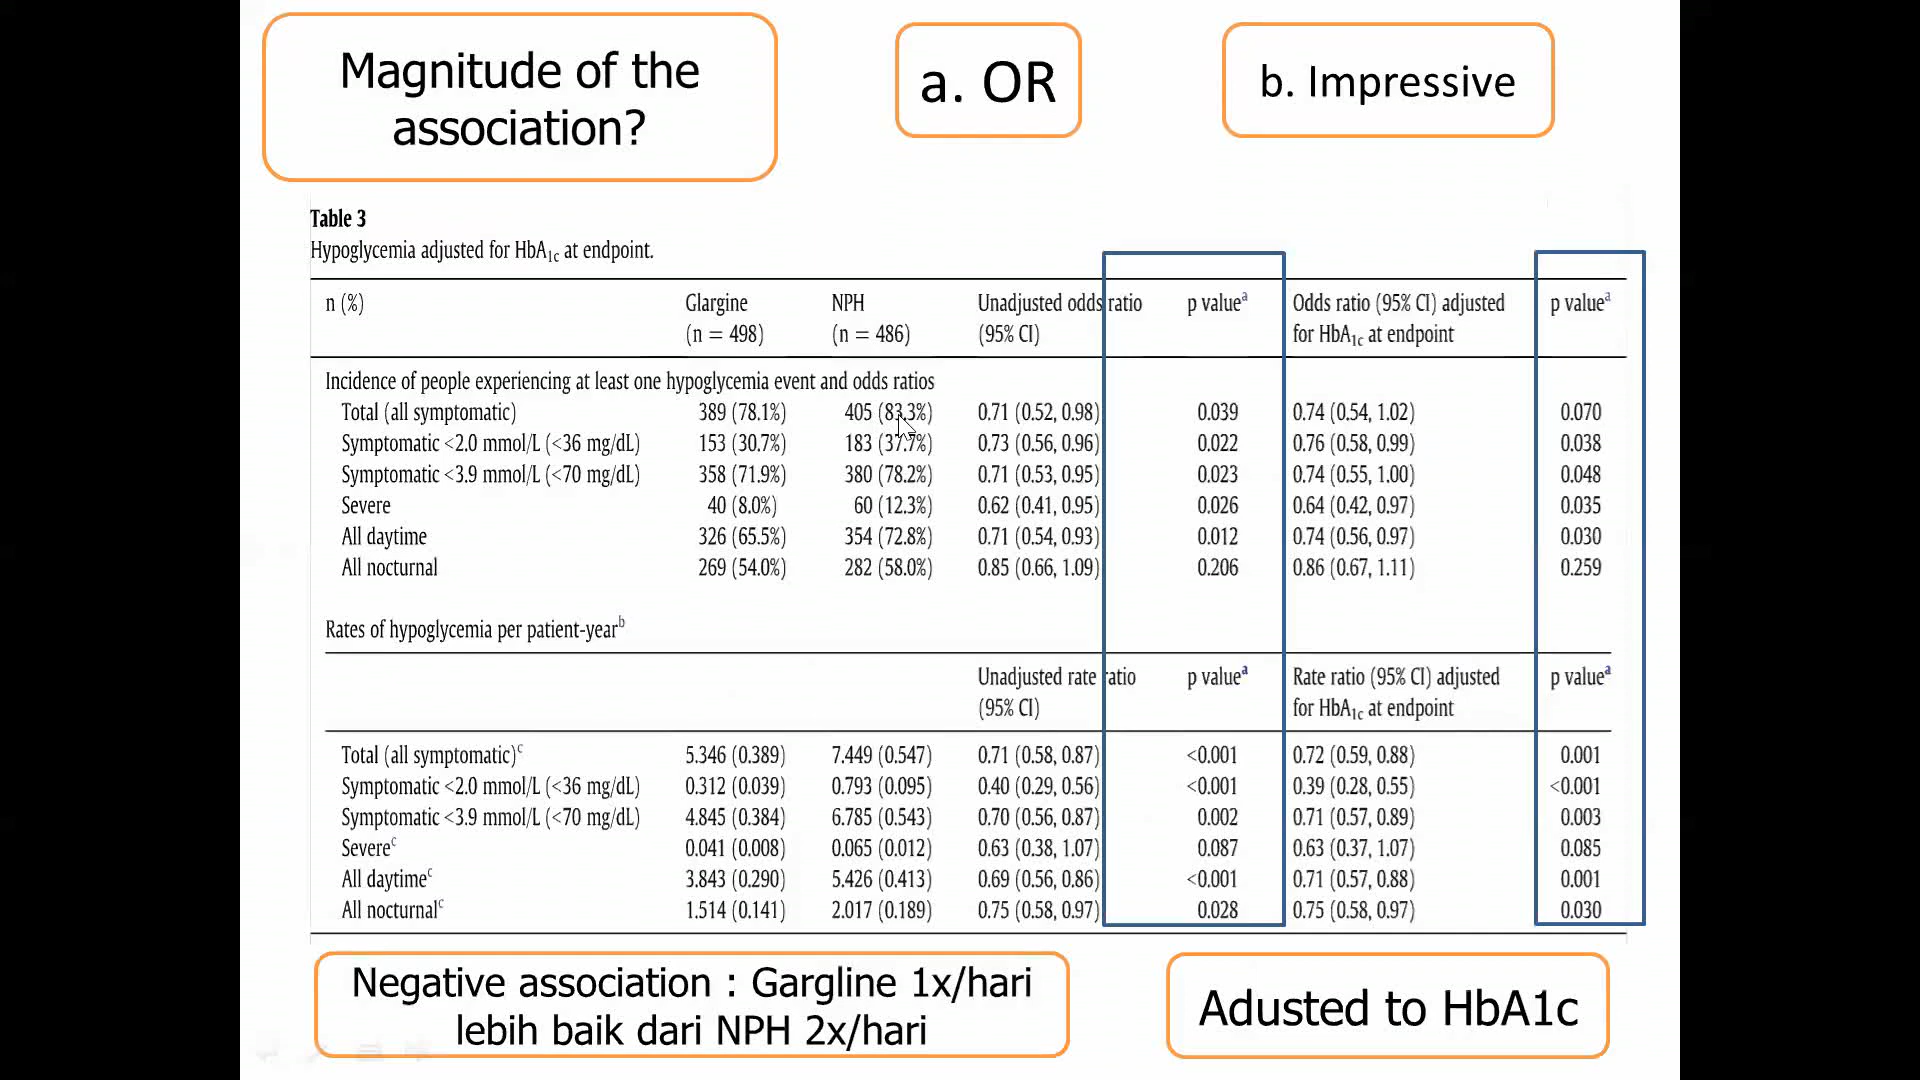 Magnitude of the
association?
a. OR
b. Impressive
Table 3
Hypoglycemia adjusted for HbA1c at endpoint.
n (%) Glargine NPH Unadjusted odds ratio p valueª Odds ratio (95% CI) adjusted p valueª
(n = 498) (n = 486) (95% CI) for HbA1c at endpoint
Incidence of people experiencing at least one hypoglycemia event and odds ratios
Total (all symptomatic) 389 (78.1%) 405 (83.3%) 0.71 (0.52, 0.98) 0.039 0.74 (0.54, 1.02) 0.070
Symptomatic <2.0 mmol/L (<36 mg/dL) 153 (30.7%) 183 (37.7%) 0.73 (0.56, 0.96) 0.022 0.76 (0.58, 0.99) 0.038
Symptomatic <3.9 mmol/L (<70 mg/dL) 358 (71.9%) 380 (78.2%) 0.71 (0.53, 0.95) 0.023 0.74 (0.55, 1.00) 0.048
Severe 40 (8.0%) 60 (12.3%) 0.62 (0.41, 0.95) 0.026 0.64 (0.42, 0.97) 0.035
All daytime 326 (65.5%) 354 (72.8%) 0.71 (0.54, 0.93) 0.012 0.74 (0.56, 0.97) 0.030
All nocturnal 269 (54.0%) 282 (58.0%) 0.85 (0.66, 1.09) 0.206 0.86 (0.67, 1.11) 0.259
Rates of hypoglycemia per patient-yearᵇ
Unadjusted rate ratio p valueª Rate ratio (95% CI) adjusted p valueª
(95% CI) for HbA1c at endpoint
Total (all symptomatic)ᶜ 5.346 (0.389) 7.449 (0.547) 0.71 (0.58, 0.87) <0.001 0.72 (0.59, 0.88) 0.001
Symptomatic <2.0 mmol/L (<36 mg/dL) 0.312 (0.039) 0.793 (0.095) 0.40 (0.29, 0.56) <0.001 0.39 (0.28, 0.55) <0.001
Symptomatic <3.9 mmol/L (<70 mg/dL) 4.845 (0.384) 6.785 (0.543) 0.70 (0.56, 0.87) 0.002 0.71 (0.57, 0.89) 0.003
Severeᶜ 0.041 (0.008) 0.065 (0.012) 0.63 (0.38, 1.07) 0.087 0.63 (0.37, 1.07) 0.085
All daytimeᶜ 3.843 (0.290) 5.426 (0.413) 0.69 (0.56, 0.86) <0.001 0.71 (0.57, 0.88) 0.001
All nocturnalᶜ 1.514 (0.141) 2.017 (0.189) 0.75 (0.58, 0.97) 0.028 0.75 (0.58, 0.97) 0.030
Negative association : Gargline 1x/hari
lebih baik dari NPH 2x/hari
Adusted to HbA1c